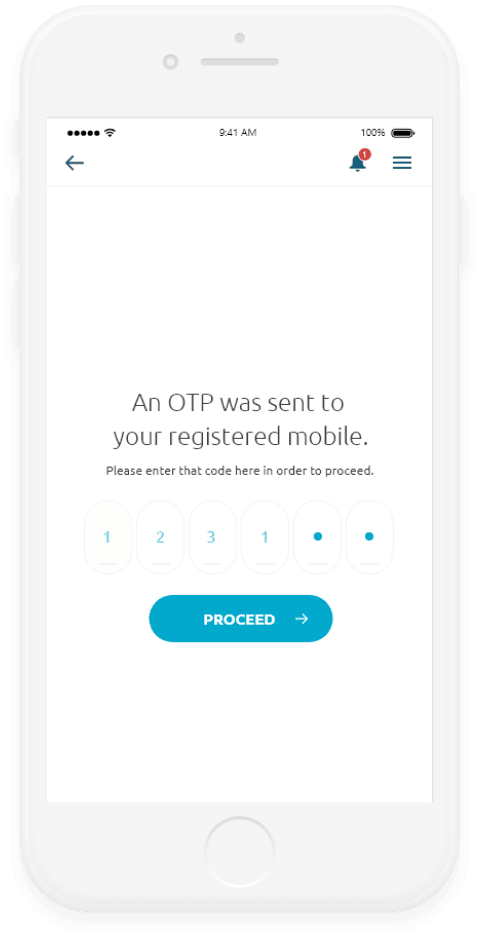 9:41 AM
100%
1
An OTP was sent to
your registered mobile.
Please enter that code here in order to proceed.
1 2 3 1
PROCEED